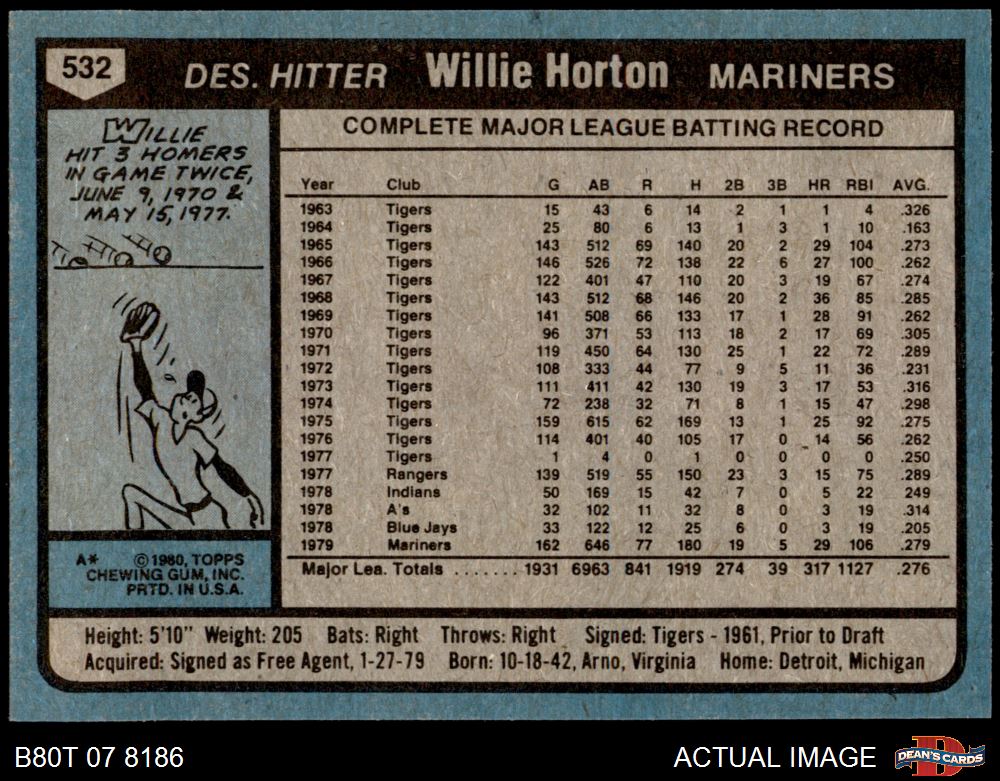 532 DES. HITTER Willie Horton MARINERS
WILLIE
HIT 3 HOMERS
IN GAME TWICE,
JUNE 9, 1970 &
MAY 15, 1977.
A* © 1980, TOPPS
CHEWING GUM, INC.
PRTD. IN U.S.A.
COMPLETE MAJOR LEAGUE BATTING RECORD
Year Club G AB R H 2B 3B HR RBI AVG.
1963 Tigers 15 43 6 14 2 1 1 4 .326
1964 Tigers 25 80 6 13 1 3 1 10 .163
1965 Tigers 143 512 69 140 20 2 29 104 .273
1966 Tigers 146 526 72 138 22 6 27 100 .262
1967 Tigers 122 401 47 110 20 3 19 67 .274
1968 Tigers 143 512 68 146 20 2 36 85 .285
1969 Tigers 141 508 66 133 17 1 28 91 .262
1970 Tigers 96 371 53 113 18 2 17 69 .305
1971 Tigers 119 450 64 130 25 1 22 72 .289
1972 Tigers 108 333 44 77 9 5 11 36 .231
1973 Tigers 111 411 42 130 19 3 17 53 .316
1974 Tigers 72 238 32 71 8 1 15 47 .298
1975 Tigers 159 615 62 169 13 1 25 92 .275
1976 Tigers 114 401 40 105 17 0 14 56 .262
1977 Tigers 1 4 0 1 0 0 0 0 .250
1977 Rangers 139 519 55 150 23 3 15 75 .289
1978 Indians 50 169 15 42 7 0 5 22 .249
1978 A's 32 102 11 32 8 0 3 19 .314
1978 Blue Jays 33 122 12 25 6 0 3 19 .205
1979 Mariners 162 646 77 180 19 5 29 106 .279
Major Lea. Totals ....... 1931 6963 841 1919 274 39 317 1127 .276
Height: 5'10" Weight: 205 Bats: Right Throws: Right Signed: Tigers - 1961, Prior to Draft
Acquired: Signed as Free Agent, 1-27-79 Born: 10-18-42, Arno, Virginia Home: Detroit, Michigan
B80T 07 8186 ACTUAL IMAGE DEAN'S CARDS